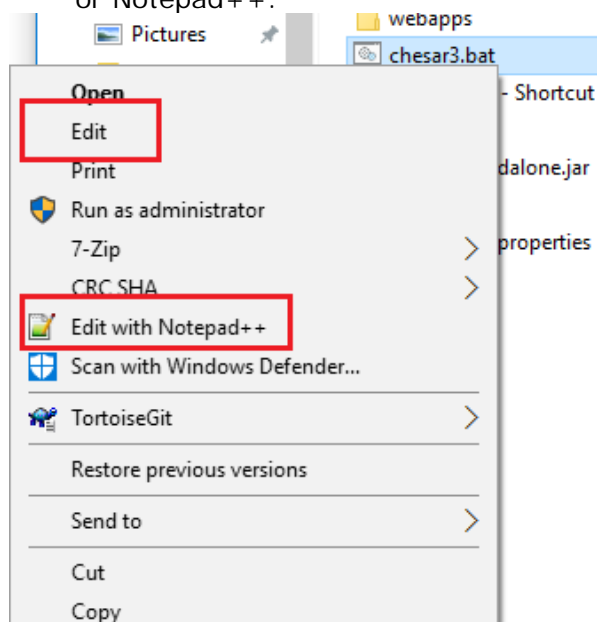 or Notepad++.
Pictures
webapps
chesar3.bat
- Shortcut
dalone.jar
properties
Open
Edit
Print
Run as administrator
7-Zip
CRC SHA
Edit with Notepad++
Scan with Windows Defender...
TortoiseGit
Restore previous versions
Send to
Cut
Copy